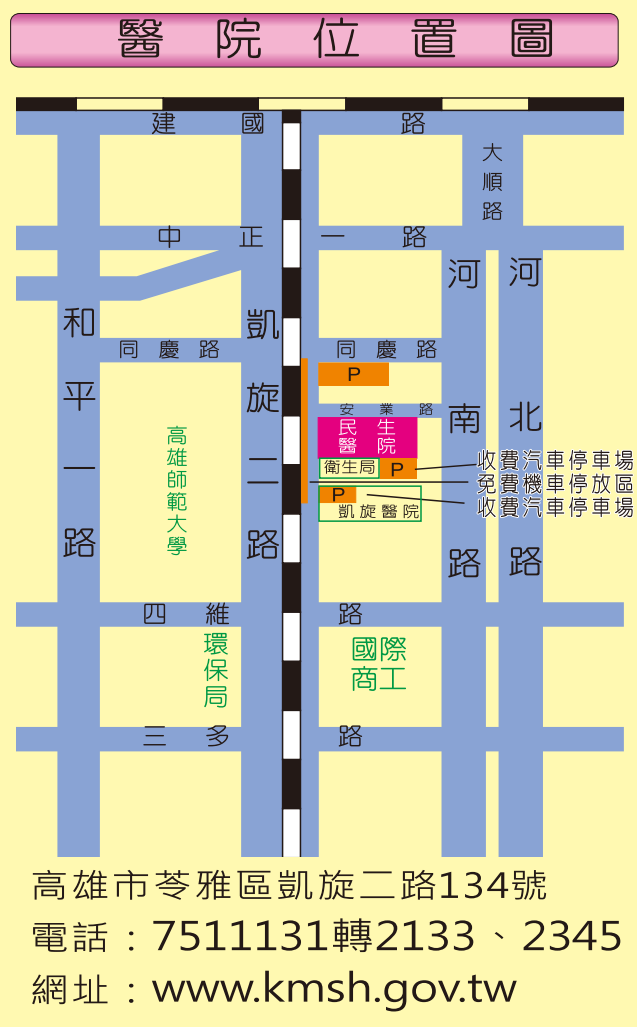 醫院位置圖
建國路
大順路
中正一路
河南路
河北路
和平一路
凱旋二路
同慶路
同慶路
P
安業路
高雄師範大學
民生
醫院
衛生局
P
收費汽車停車場
免費機車停放區
P
收費汽車停車場
凱旋醫院
四維路
環保局
國際
商工
三多路
高雄市苓雅區凱旋二路134號
電話：7511131轉2133、2345
網址：www.kmsh.gov.tw